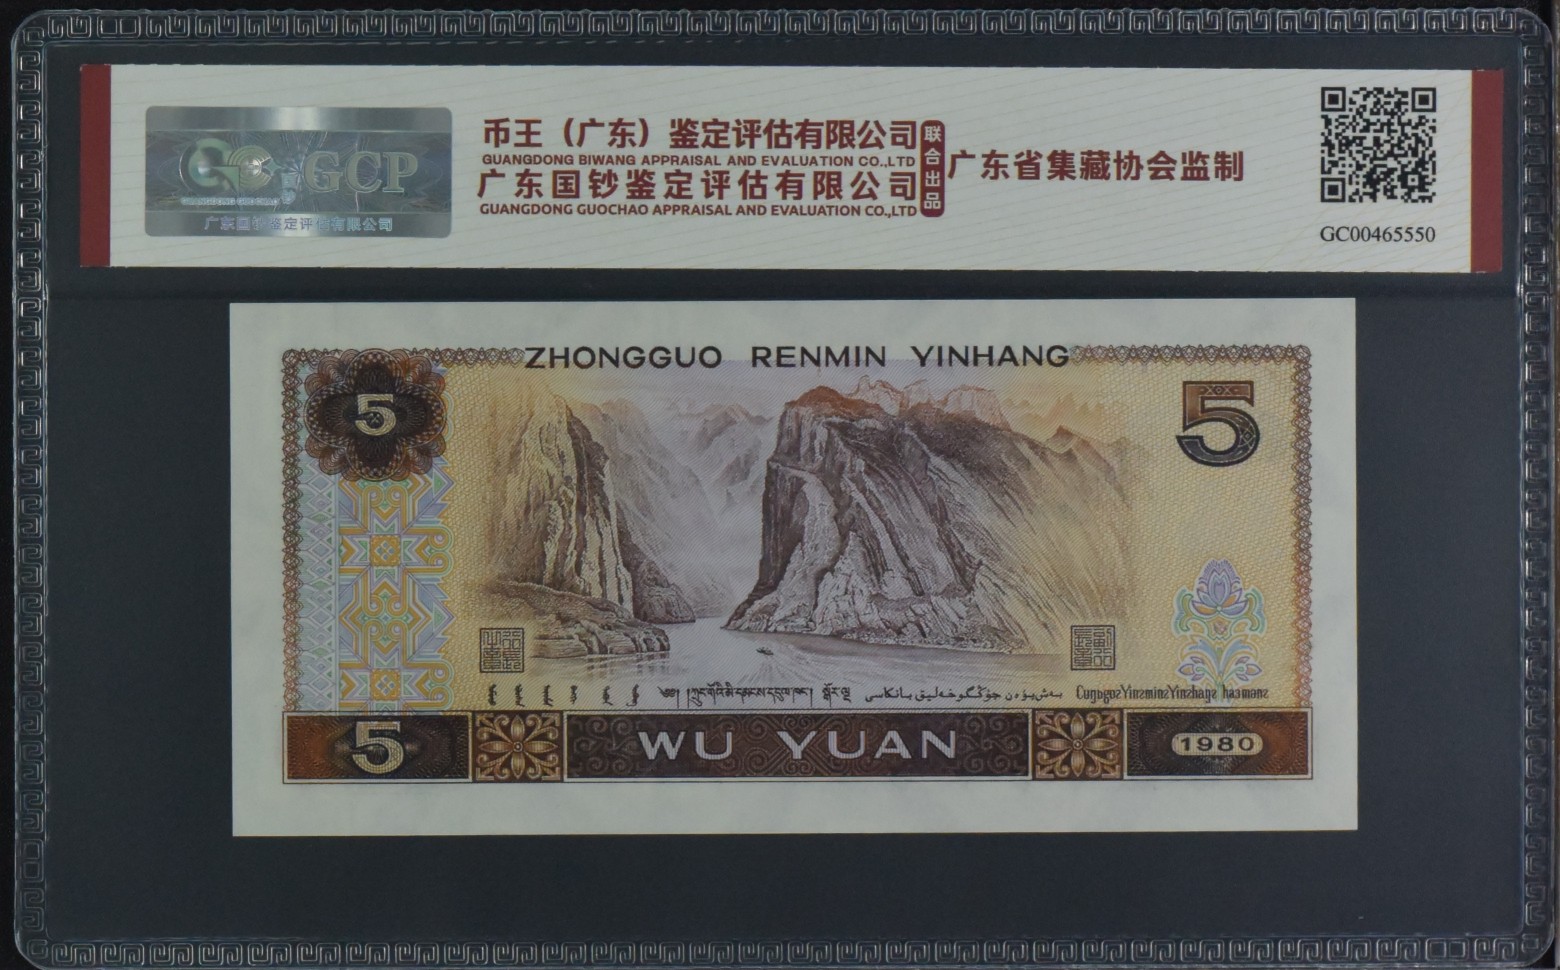 GCP
广东国钞鉴定评估有限公司
币王（广东）鉴定评估有限公司
GUANGDONG BIWANG APPRAISAL AND EVALUATION CO.,LTD
广东国钞鉴定评估有限公司
GUANGDONG GUOCHAO APPRAISAL AND EVALUATION CO.,LTD
联合出品
广东省集藏协会监制
GC00465550
ZHONGGUO RENMIN YINHANG
5
5
5 WU YUAN 1980